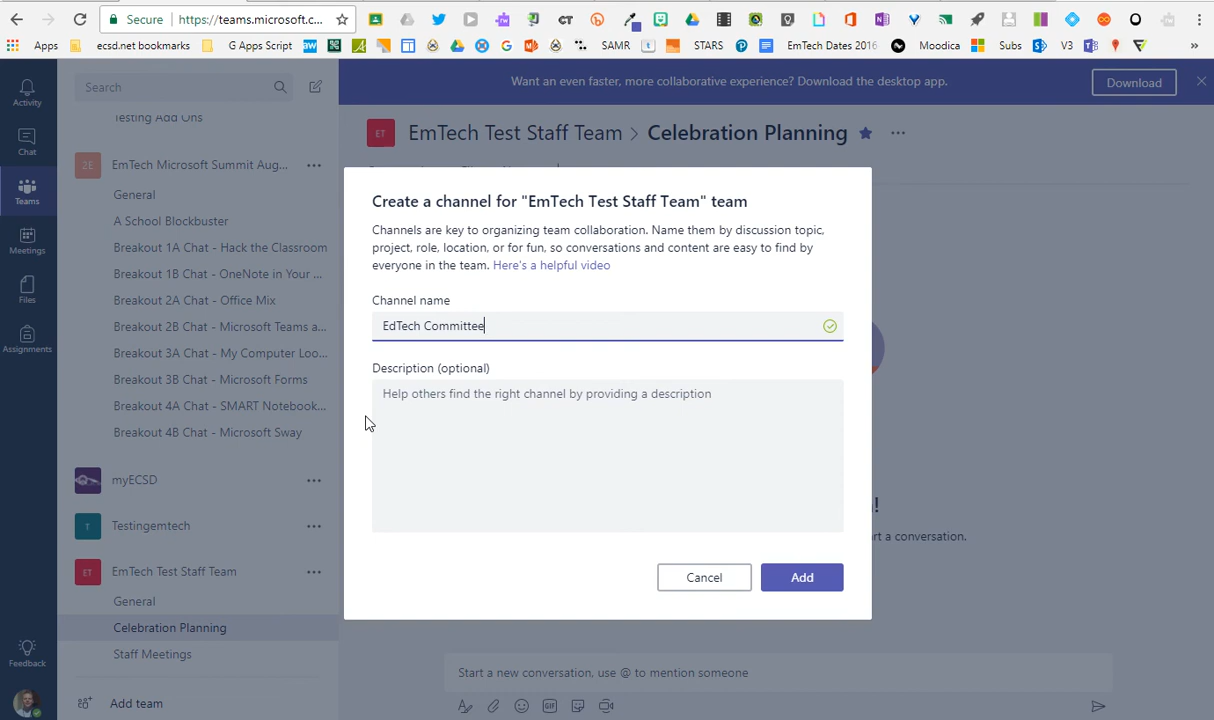 Secure
https://teams.microsoft.c...
CT
Apps
ecsd.net bookmarks
G Apps Script
aw
SAMR
t
STARS
EmTech Dates 2016
Moodica
Subs
V3
»
Activity
Chat
Teams
Meetings
Files
Assignments
Feedback
Search
Testing Add Ons
2E
EmTech Microsoft Summit Aug...
General
A School Blockbuster
Breakout 1A Chat - Hack the Classroom
Breakout 1B Chat - OneNote in Your ...
Breakout 2A Chat - Office Mix
Breakout 2B Chat - Microsoft Teams a...
Breakout 3A Chat - My Computer Loo...
Breakout 3B Chat - Microsoft Forms
Breakout 4A Chat - SMART Notebook...
Breakout 4B Chat - Microsoft Sway
myECSD
T
Testingemtech
ET
EmTech Test Staff Team
General
Celebration Planning
Staff Meetings
Add team
Want an even faster, more collaborative experience? Download the desktop app.
Download
ET
EmTech Test Staff Team > Celebration Planning
Create a channel for "EmTech Test Staff Team" team
Channels are key to organizing team collaboration. Name them by discussion topic,
project, role, location, or for fun, so conversations and content are easy to find by
everyone in the team. Here's a helpful video
Channel name
EdTech Committee
Description (optional)
Help others find the right channel by providing a description
Cancel
Add
!
art a conversation.
Start a new conversation, use @ to mention someone
GIF